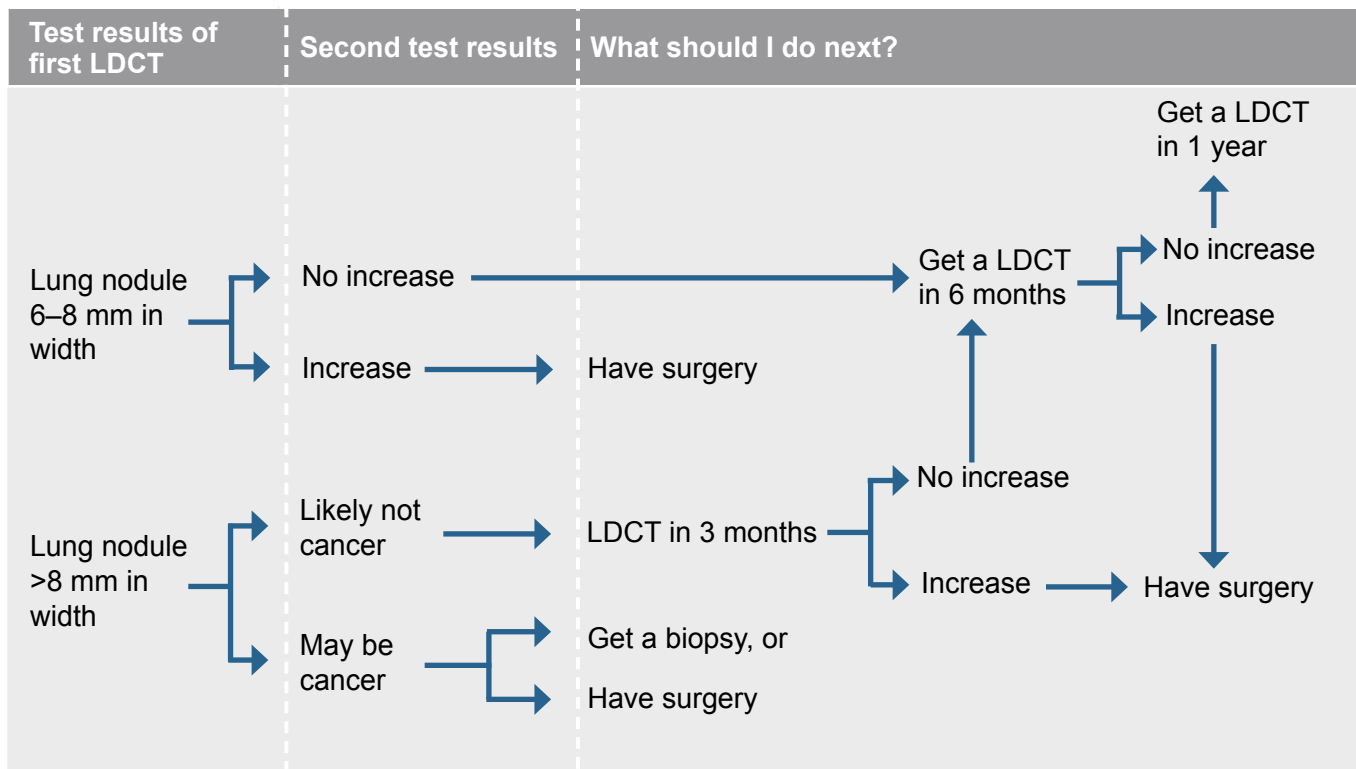 Test results of
first LDCT
Second test results
What should I do next?
Get a LDCT
in 1 year
Lung nodule
6–8 mm in
width
No increase
Get a LDCT
in 6 months
No increase
Increase
Increase
Have surgery
Lung nodule
>8 mm in
width
Likely not
cancer
LDCT in 3 months
No increase
Increase
Have surgery
May be
cancer
Get a biopsy, or
Have surgery